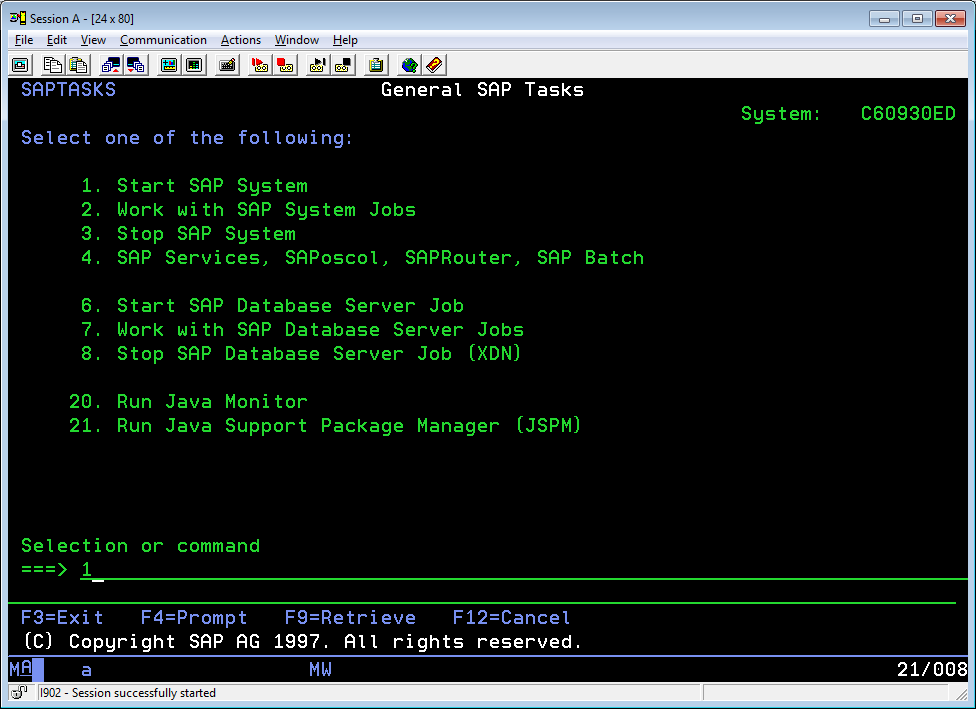 Session A - [24 x 80]
File Edit View Communication Actions Window Help
SAPTASKS General SAP Tasks
System: C60930ED
Select one of the following:
1. Start SAP System
2. Work with SAP System Jobs
3. Stop SAP System
4. SAP Services, SAPoscol, SAPRouter, SAP Batch
6. Start SAP Database Server Job
7. Work with SAP Database Server Jobs
8. Stop SAP Database Server Job (XDN)
20. Run Java Monitor
21. Run Java Support Package Manager (JSPM)
Selection or command
===> 1
F3=Exit F4=Prompt F9=Retrieve F12=Cancel
(C) Copyright SAP AG 1997. All rights reserved.
MA a MW 21/008
I902 - Session successfully started